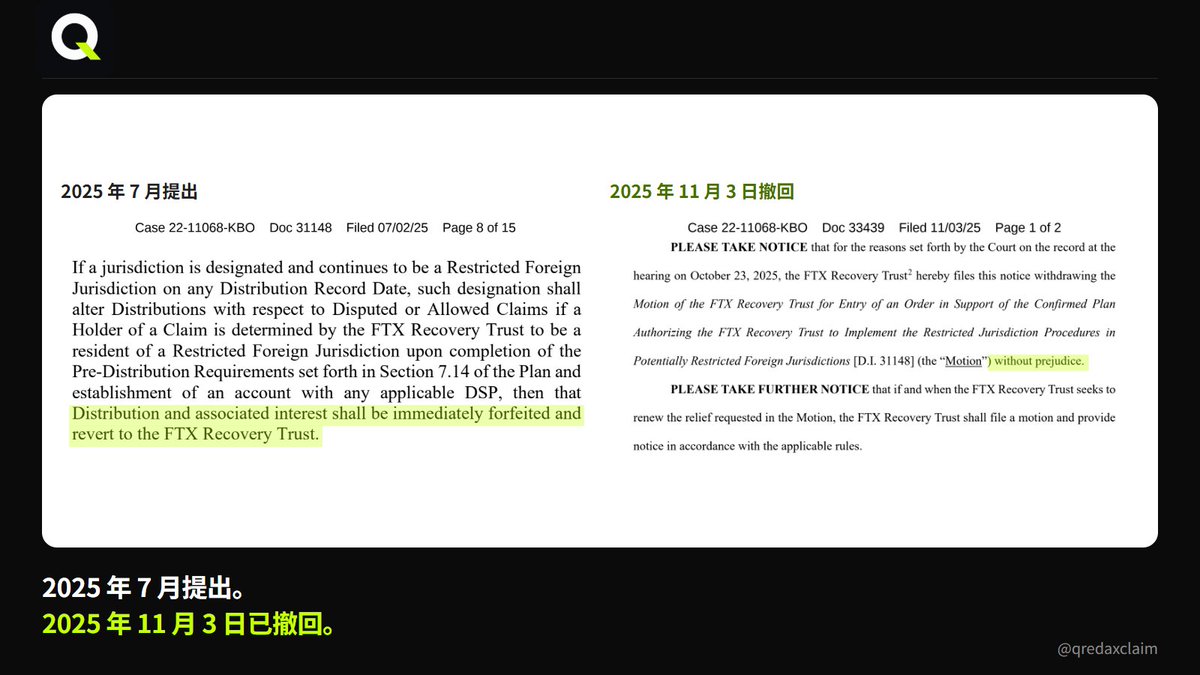 Q
2025 年 7 月提出
Case 22-11068-KBO Doc 31148 Filed 07/02/25 Page 8 of 15
If a jurisdiction is designated and continues to be a Restricted Foreign
Jurisdiction on any Distribution Record Date, such designation shall
alter Distributions with respect to Disputed or Allowed Claims if a
Holder of a Claim is determined by the FTX Recovery Trust to be a
resident of a Restricted Foreign Jurisdiction upon completion of the
Pre-Distribution Requirements set forth in Section 7.14 of the Plan and
establishment of an account with any applicable DSP, then that
Distribution and associated interest shall be immediately forfeited and
revert to the FTX Recovery Trust.
2025 年 11 月 3 日撤回
Case 22-11068-KBO Doc 33439 Filed 11/03/25 Page 1 of 2
PLEASE TAKE NOTICE that for the reasons set forth by the Court on the record at the
hearing on October 23, 2025, the FTX Recovery Trust2 hereby files this notice withdrawing the
Motion of the FTX Recovery Trust for Entry of an Order in Support of the Confirmed Plan
Authorizing the FTX Recovery Trust to Implement the Restricted Jurisdiction Procedures in
Potentially Restricted Foreign Jurisdictions [D.I. 31148] (the “Motion”) without prejudice.
PLEASE TAKE FURTHER NOTICE that if and when the FTX Recovery Trust seeks to
renew the relief requested in the Motion, the FTX Recovery Trust shall file a motion and provide
notice in accordance with the applicable rules.
2025 年 7 月提出。
2025 年 11 月 3 日已撤回。
@qredaxclaim